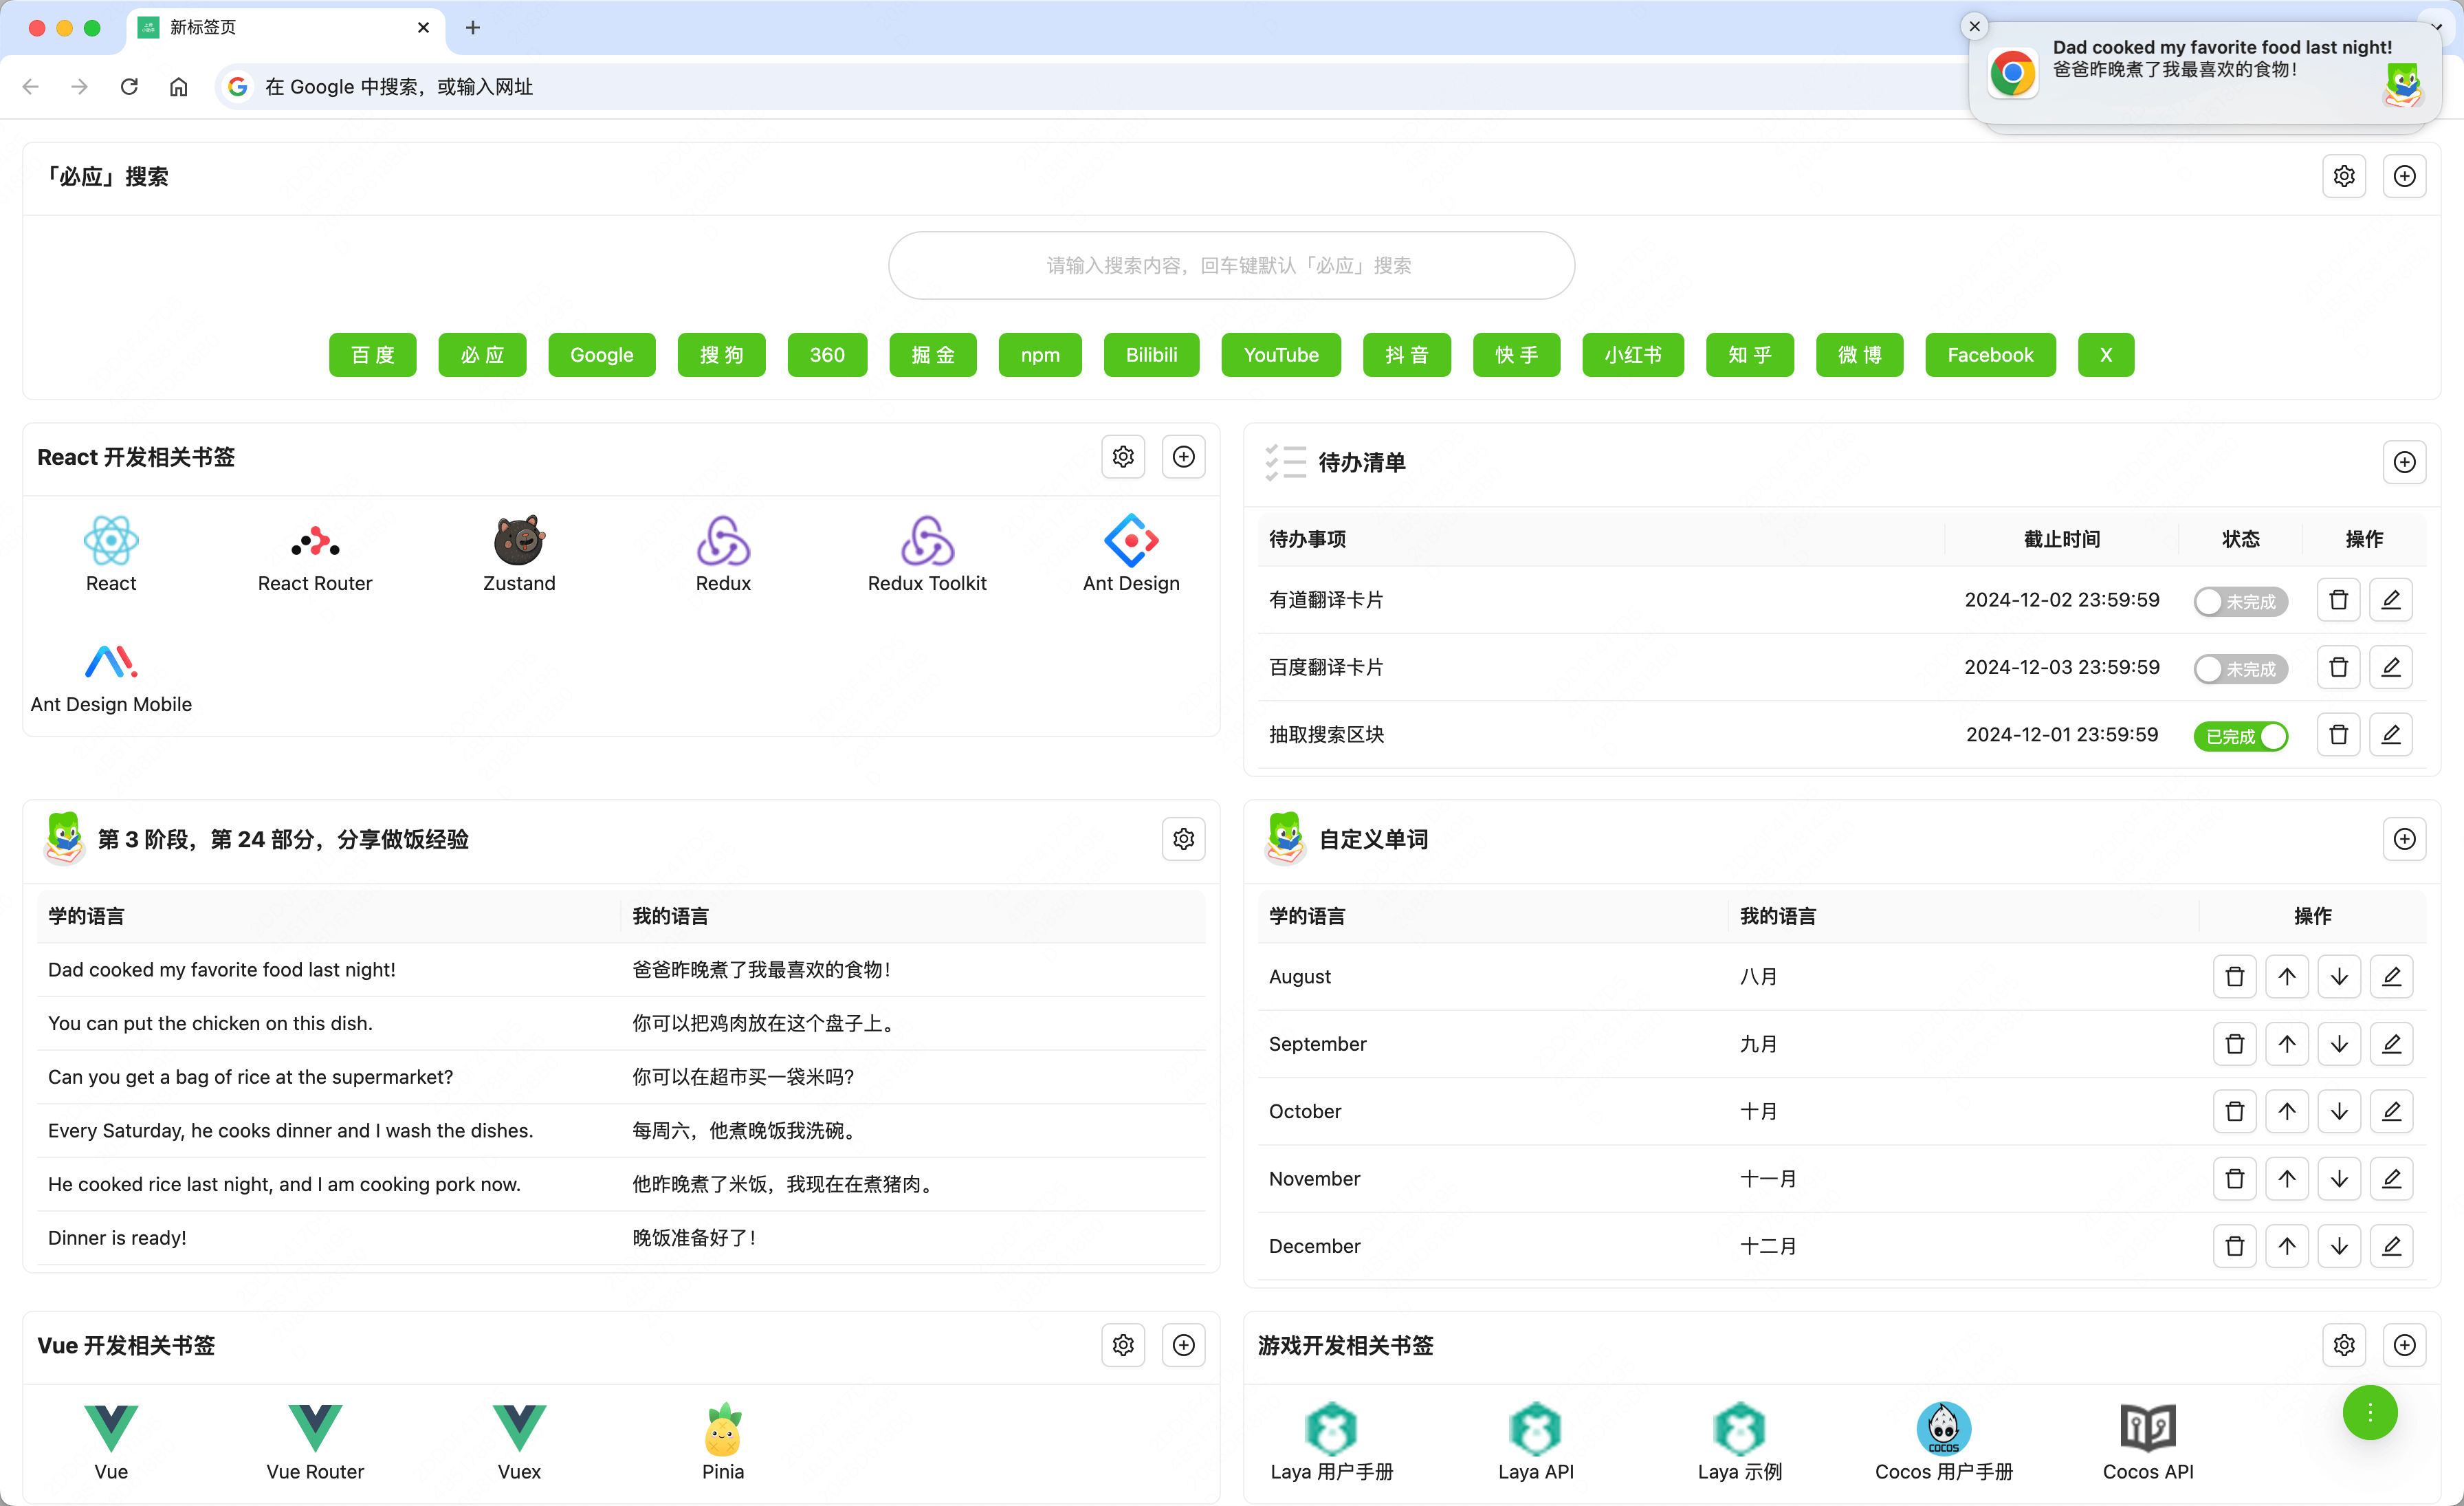 新标签页
在 Google 中搜索，或输入网址
Dad cooked my favorite food last night!
爸爸昨晚煮了我最喜欢的食物！
「必应」搜索
请输入搜索内容，回车键默认「必应」搜索
百度 必应 Google 搜狗 360 掘金 npm Bilibili YouTube 抖音 快手 小红书 知乎 微博 Facebook X
React 开发相关书签
React React Router Zustand Redux Redux Toolkit Ant Design
Ant Design Mobile
待办清单
待办事项 截止时间 状态 操作
有道翻译卡片 2024-12-02 23:59:59 未完成
百度翻译卡片 2024-12-03 23:59:59 未完成
抽取搜索区块 2024-12-01 23:59:59 已完成
第 3 阶段，第 24 部分，分享做饭经验
学的语言 我的语言
Dad cooked my favorite food last night! 爸爸昨晚煮了我最喜欢的食物！
You can put the chicken on this dish. 你可以把鸡肉放在这个盘子上。
Can you get a bag of rice at the supermarket? 你可以在超市买一袋米吗?
Every Saturday, he cooks dinner and I wash the dishes. 每周六，他煮晚饭我洗碗。
He cooked rice last night, and I am cooking pork now. 他昨晚煮了米饭，我现在在煮猪肉。
Dinner is ready! 晚饭准备好了！
自定义单词
学的语言 我的语言 操作
August 八月
September 九月
October 十月
November 十一月
December 十二月
Vue 开发相关书签
Vue Vue Router Vuex Pinia
游戏开发相关书签
COCOS
Laya 用户手册 Laya API Laya 示例 Cocos 用户手册 Cocos API